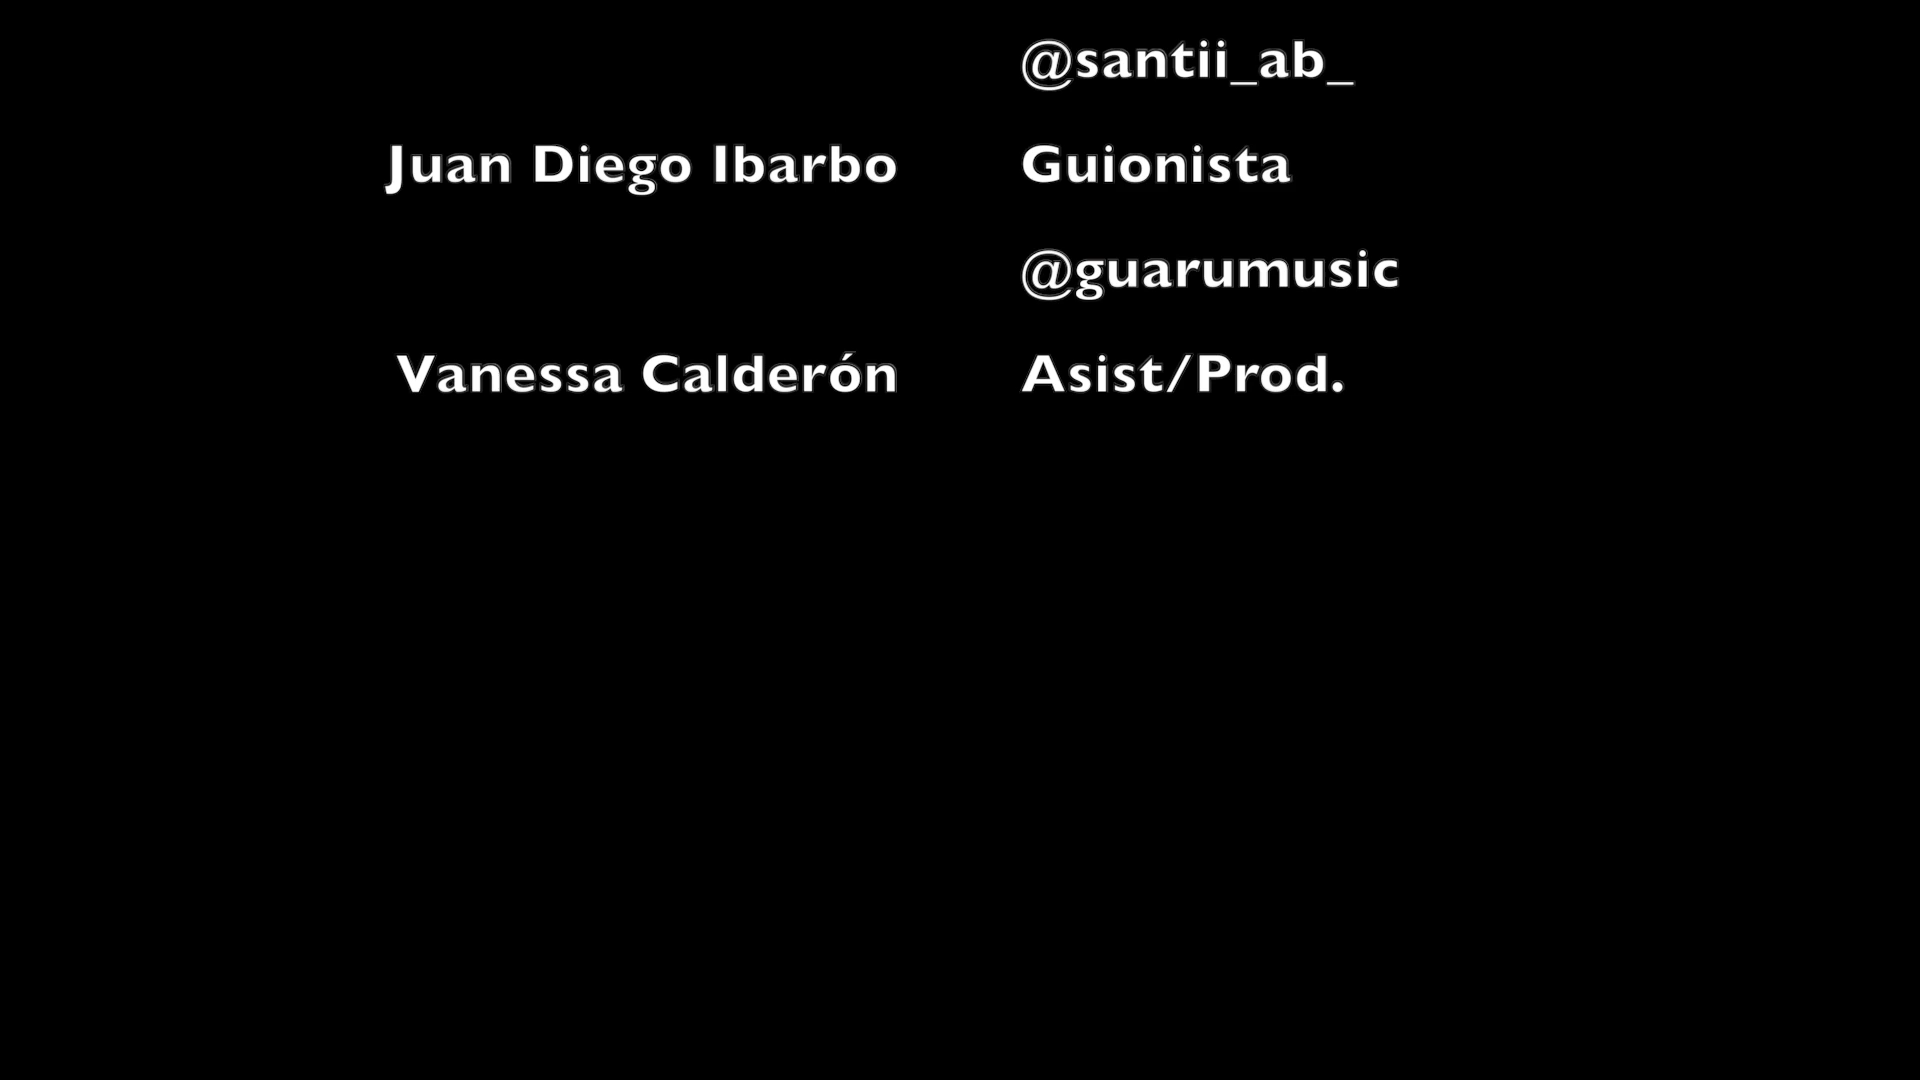 @santii_ab_
Juan Diego Ibarbo Guionista
@guarumusic
Vanessa Calderón Asist/Prod.